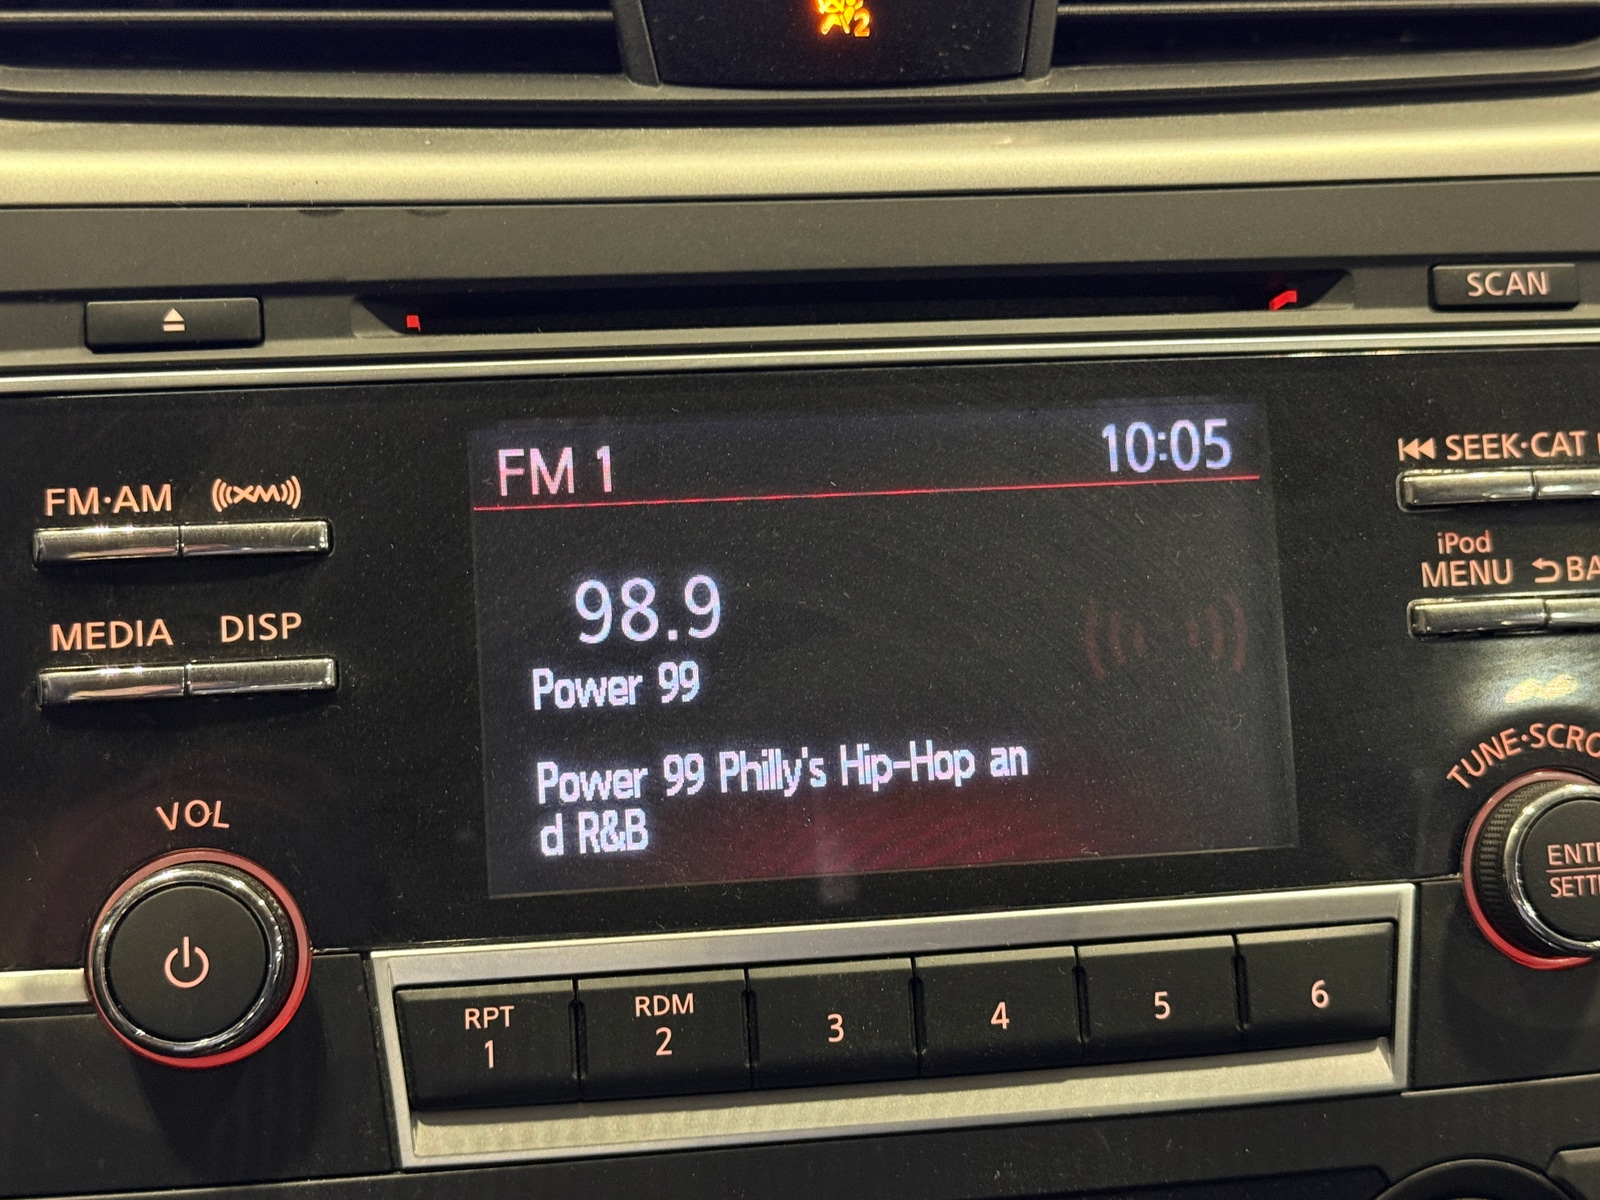 2
SCAN
FM 1 10:05
FM·AM XM
SEEK·CAT
98.9
iPod
MENU
MEDIA DISP
Power 99
Power 99 Philly's Hip-Hop an
d R&B
VOL
RPT
1
RDM
2
3
4
5
6